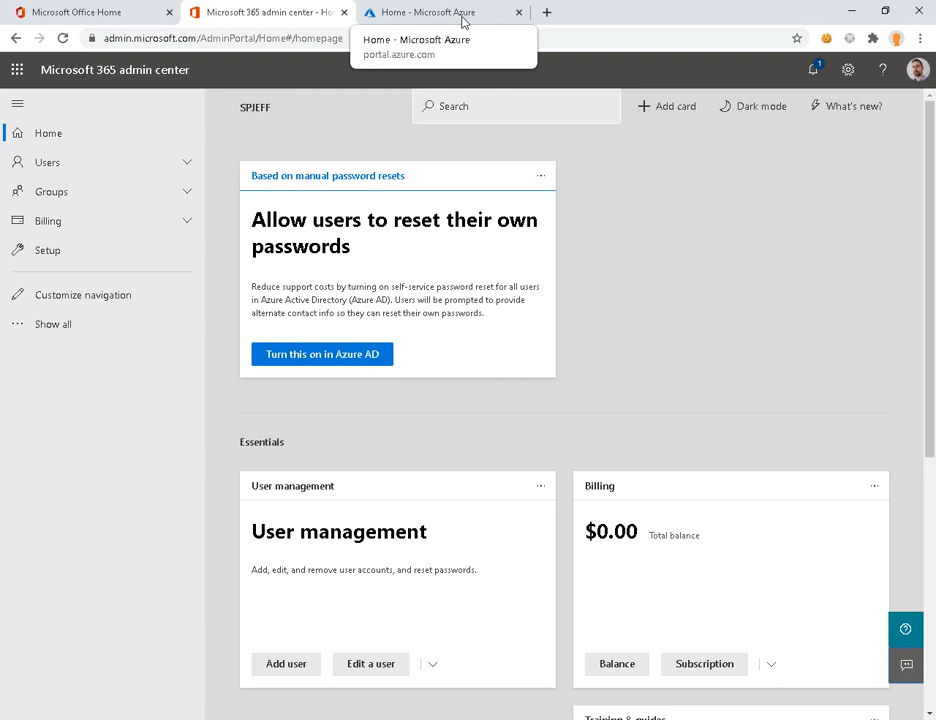 Microsoft Office Home
Microsoft 365 admin center - Ho
Home - Microsoft Azure
admin.microsoft.com/AdminPortal/Home#/homepage
Home - Microsoft Azure
portal.azure.com
Microsoft 365 admin center
1
?
SPJEFF
Search
Add card
Dark mode
What's new?
Home
Users
Groups
Billing
Setup
Customize navigation
Show all
Based on manual password resets
Allow users to reset their own
passwords
Reduce support costs by turning on self-service password reset for all users
in Azure Active Directory (Azure AD). Users will be prompted to provide
alternate contact info so they can reset their own passwords.
Turn this on in Azure AD
Essentials
User management
User management
Add, edit, and remove user accounts, and reset passwords.
Add user
Edit a user
Billing
$0.00 Total balance
Balance
Subscription
Training & guides